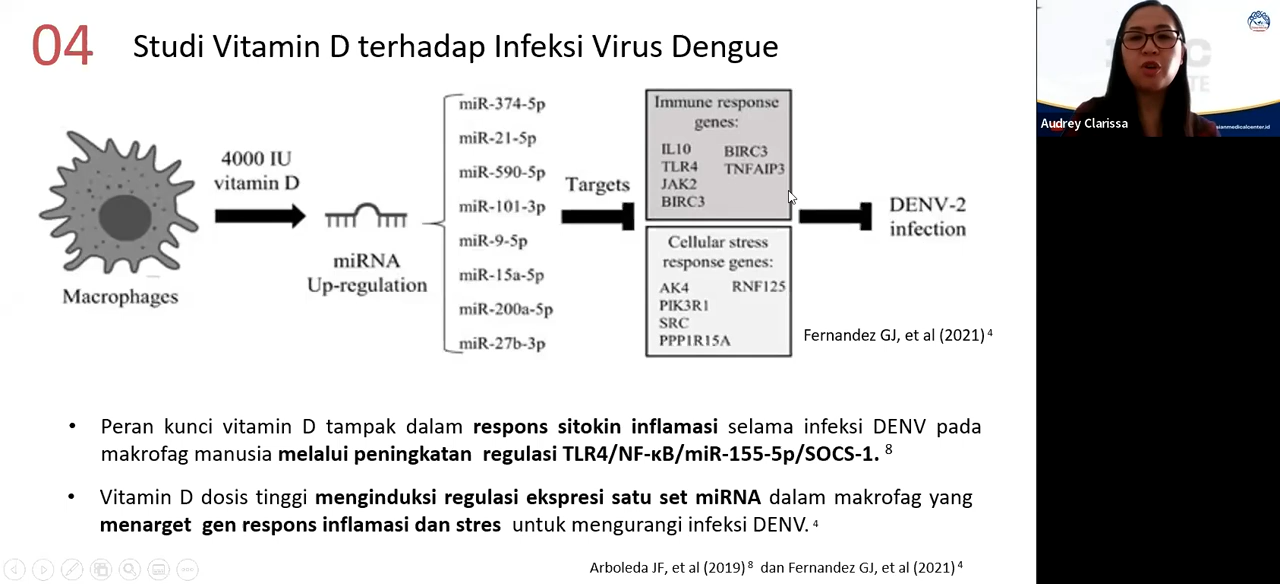 04 Studi Vitamin D terhadap Infeksi Virus Dengue
Macrophages
4000 IU
vitamin D
miRNA
Up-regulation
miR-374-5p
miR-21-5p
miR-590-5p
miR-101-3p
miR-9-5p
miR-15a-5p
miR-200a-5p
miR-27b-3p
Targets
Immune response
genes:
IL10 BIRC3
TLR4 TNFAIP3
JAK2
BIRC3
Cellular stress
response genes:
AK4 RNF125
PIK3R1
SRC
PPP1R15A
DENV-2
infection
Fernandez GJ, et al (2021)⁴
• Peran kunci vitamin D tampak dalam respons sitokin inflamasi selama infeksi DENV pada
makrofag manusia melalui peningkatan regulasi TLR4/NF-κB/miR-155-5p/SOCS-1. ⁸
• Vitamin D dosis tinggi menginduksi regulasi ekspresi satu set miRNA dalam makrofag yang
menarget gen respons inflamasi dan stres untuk mengurangi infeksi DENV. ⁴
Arboleda JF, et al (2019)⁸ dan Fernandez GJ, et al (2021)⁴
Audrey Clarissa